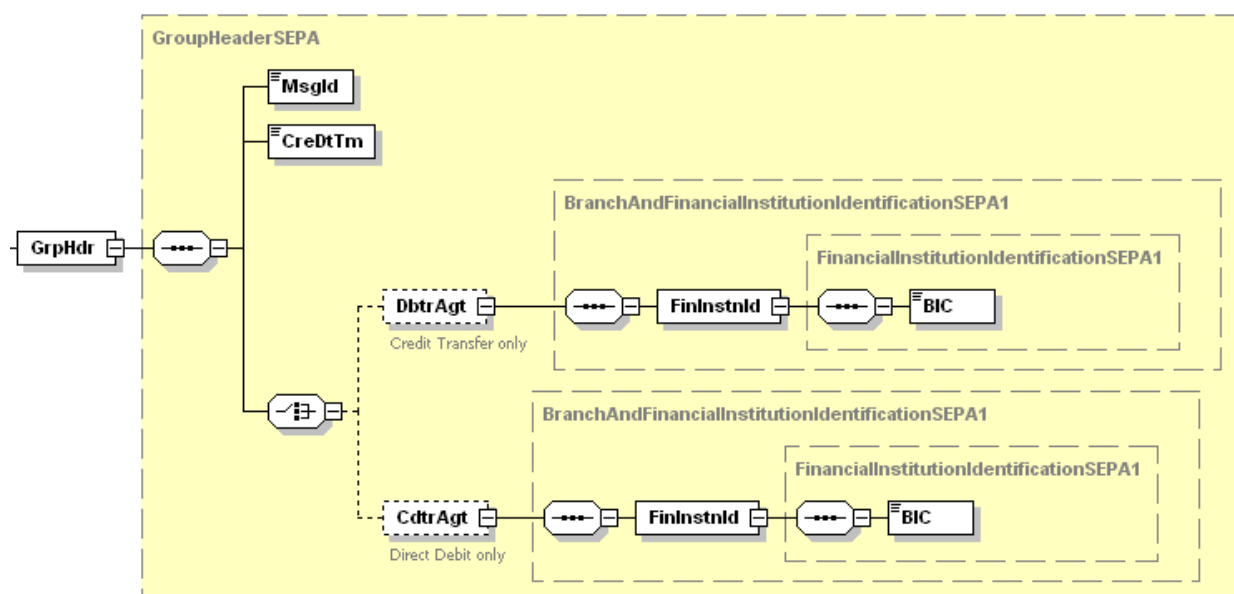 GroupHeaderSEPA
MsgId
CreDtTm
BranchAndFinancialInstitutionIdentificationSEPA1
GrpHdr
FinancialInstitutionIdentificationSEPA1
DbtrAgt
FinInstnId
BIC
Credit Transfer only
BranchAndFinancialInstitutionIdentificationSEPA1
FinancialInstitutionIdentificationSEPA1
CdtrAgt
FinInstnId
BIC
Direct Debit only